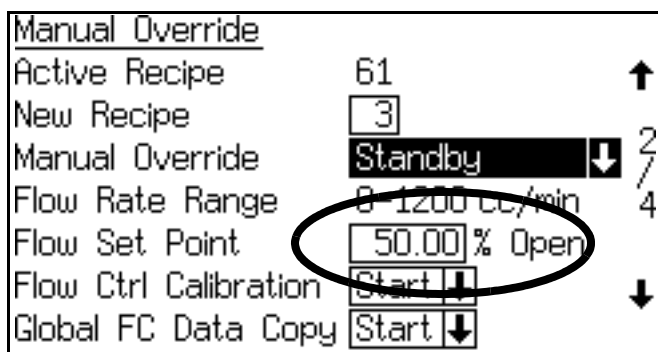 Manual Override
Active Recipe 61
New Recipe 3
Manual Override Standby
Flow Rate Range 0-1200 cc/min
Flow Set Point 50.00 % Open
Flow Ctrl Calibration Start
Global FC Data Copy Start
2/4